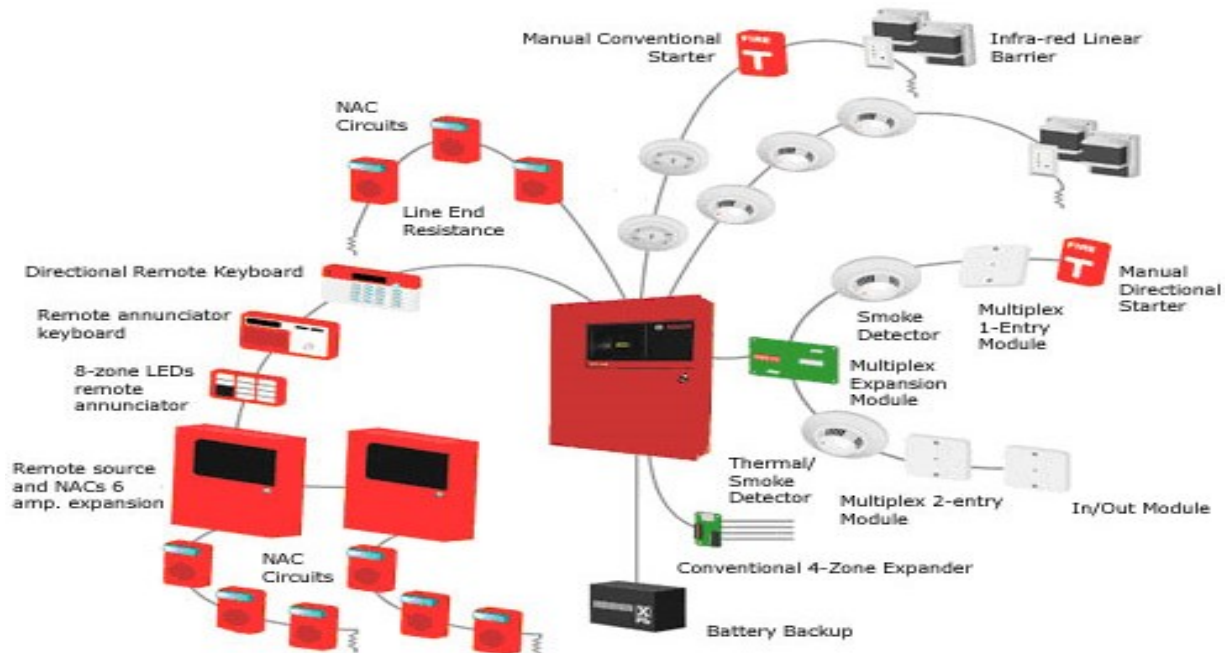 Manual Conventional
Starter
FIRE
T
Infra-red Linear
Barrier
NAC
Circuits
Line End
Resistance
Directional Remote Keyboard
Remote annunciator
keyboard
8-zone LEDs
remote
annunciator
Remote source
and NACs 6
amp. expansion
NAC
Circuits
Smoke
Detector
Multiplex
1-Entry
Module
FIRE
T
Manual
Directional
Starter
Multiplex
Expansion
Module
Thermal/
Smoke
Detector
Multiplex 2-entry
Module
In/Out Module
Conventional 4-Zone Expander
Battery Backup